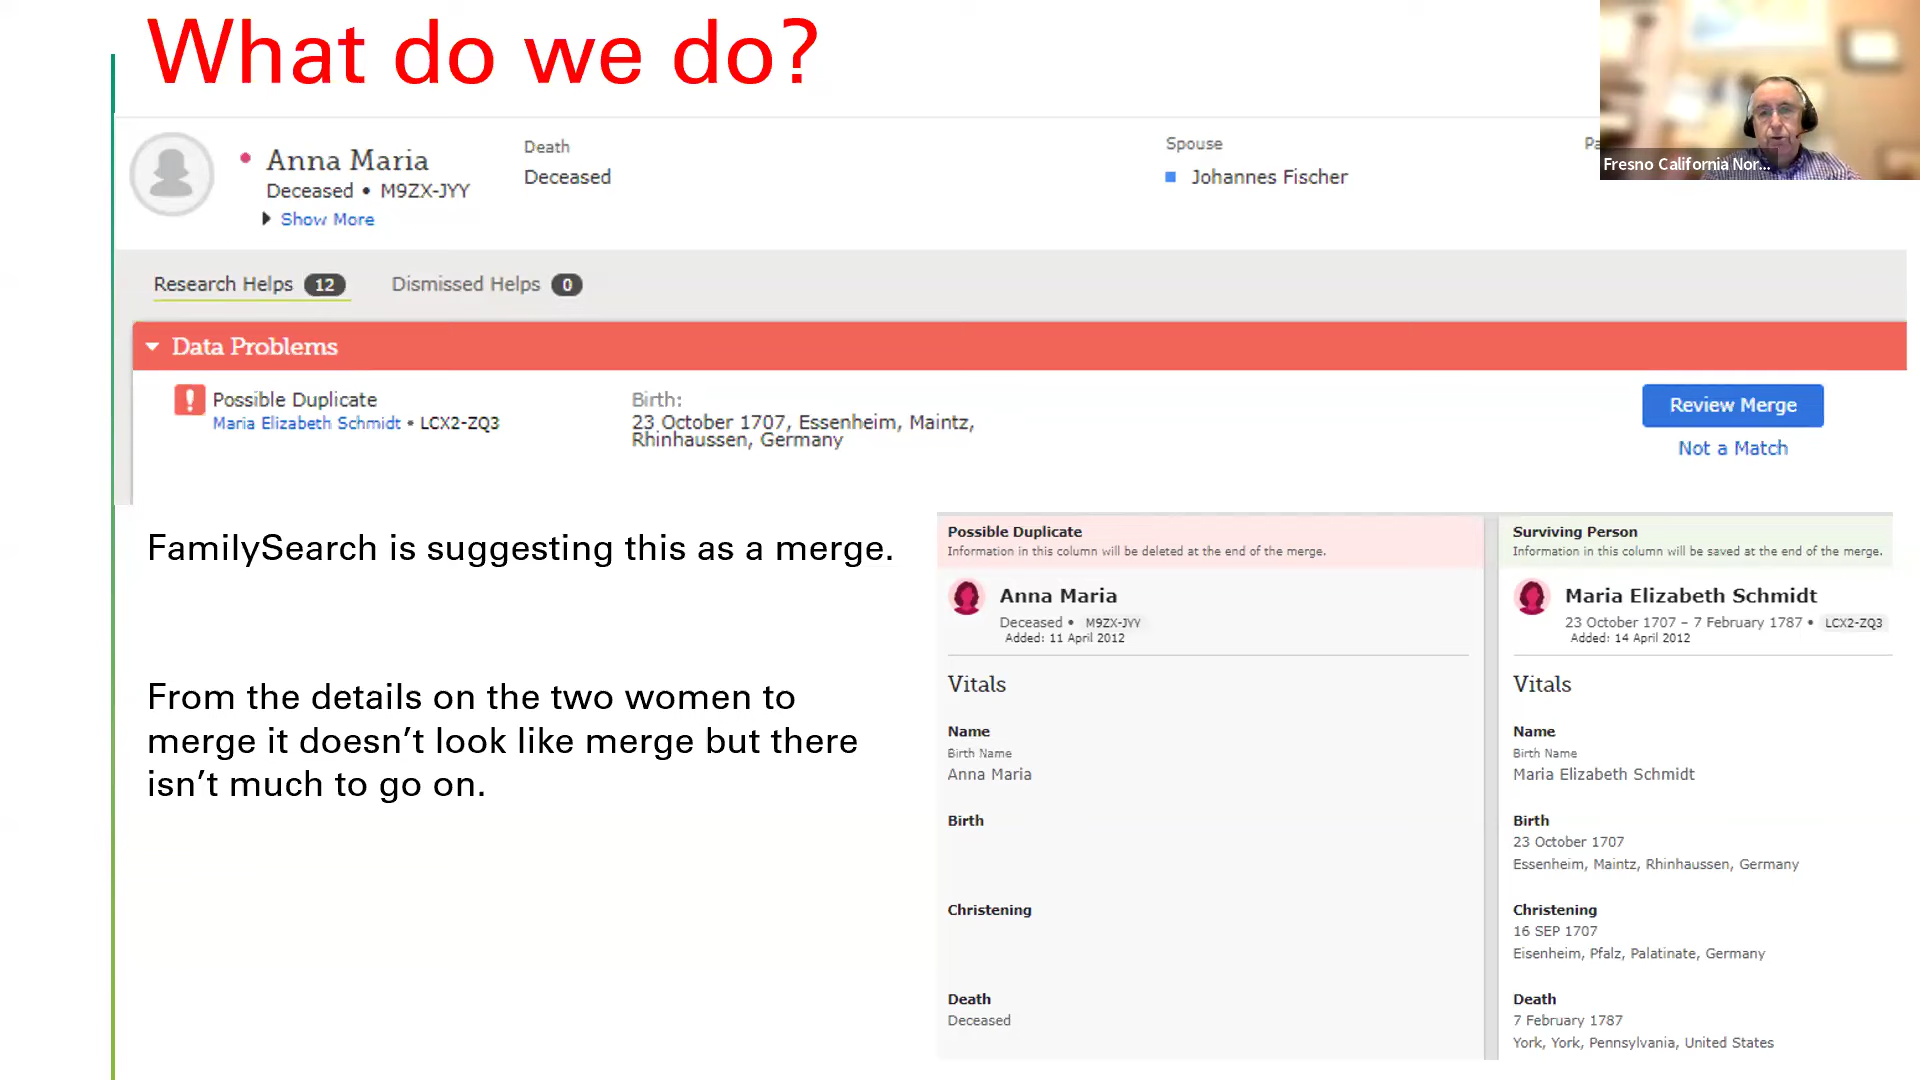 What do we do?
Anna Maria
Deceased • M9ZX-JYY
Show More
Death
Deceased
Spouse
Johannes Fischer
Pa
Fresno California Nor...
Research Helps 12
Dismissed Helps 0
Data Problems
Possible Duplicate
Maria Elizabeth Schmidt • LCX2-ZQ3
Birth:
23 October 1707, Essenheim, Maintz,
Rhinhaussen, Germany
Review Merge
Not a Match
FamilySearch is suggesting this as a merge.
From the details on the two women to
merge it doesn't look like merge but there
isn't much to go on.
Possible Duplicate
Information in this column will be deleted at the end of the merge.
Anna Maria
Deceased • M9ZX-JYY
Added: 11 April 2012
Vitals
Name
Birth Name
Anna Maria
Birth
Christening
Death
Deceased
Surviving Person
Information in this column will be saved at the end of the merge.
Maria Elizabeth Schmidt
23 October 1707 – 7 February 1787 • LCX2-ZQ3
Added: 14 April 2012
Vitals
Name
Birth Name
Maria Elizabeth Schmidt
Birth
23 October 1707
Essenheim, Maintz, Rhinhaussen, Germany
Christening
16 SEP 1707
Eisenheim, Pfalz, Palatinate, Germany
Death
7 February 1787
York, York, Pennsylvania, United States